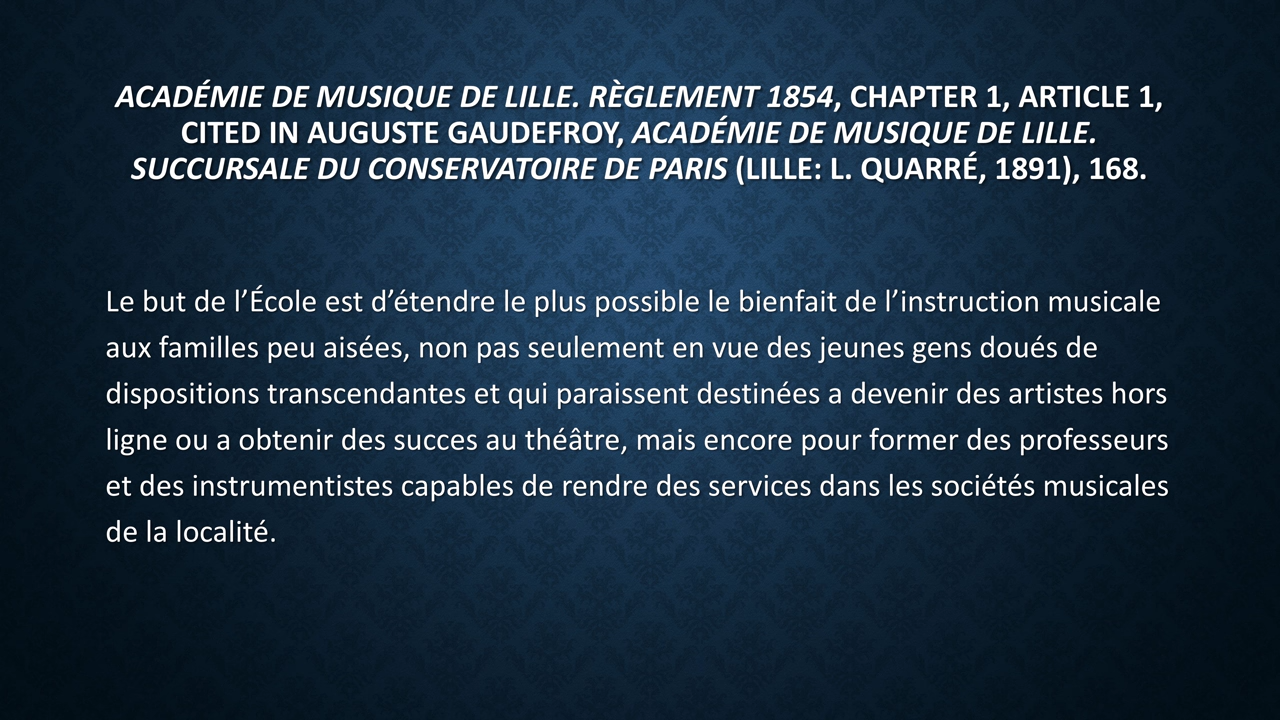 ACADÉMIE DE MUSIQUE DE LILLE. RÈGLEMENT 1854, CHAPTER 1, ARTICLE 1,
CITED IN AUGUSTE GAUDEFROY, ACADÉMIE DE MUSIQUE DE LILLE.
SUCCURSALE DU CONSERVATOIRE DE PARIS (LILLE: L. QUARRÉ, 1891), 168.
Le but de l’École est d’étendre le plus possible le bienfait de l’instruction musicale
aux familles peu aisées, non pas seulement en vue des jeunes gens doués de
dispositions transcendantes et qui paraissent destinées a devenir des artistes hors
ligne ou a obtenir des succes au théâtre, mais encore pour former des professeurs
et des instrumentistes capables de rendre des services dans les sociétés musicales
de la localité.